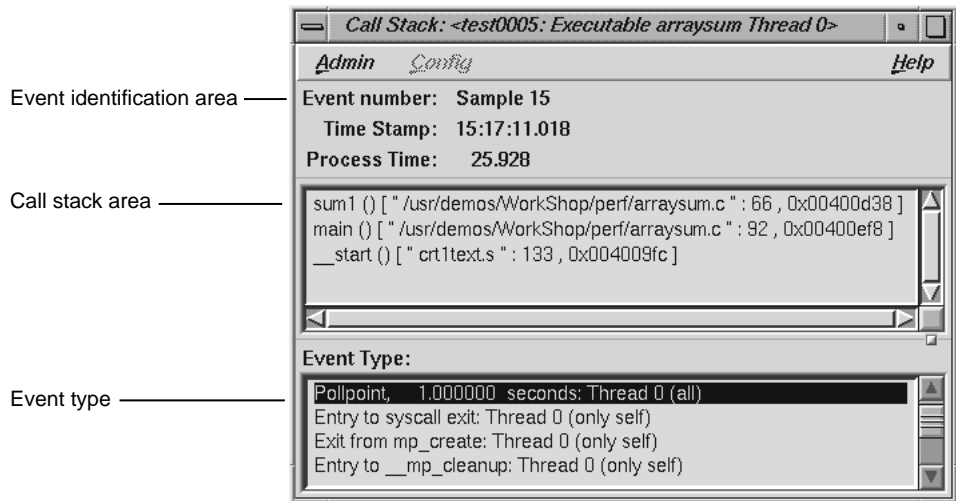 Call Stack: <test0005: Executable arraysum Thread 0>
Admin Config Help
Event identification area
Event number: Sample 15
Time Stamp: 15:17:11.018
Process Time: 25.928
Call stack area
sum1 () [ " /usr/demos/WorkShop/perf/arraysum.c " : 66 , 0x00400d38 ]
main () [ " /usr/demos/WorkShop/perf/arraysum.c " : 92 , 0x00400ef8 ]
__start () [ " crt1text.s " : 133 , 0x004009fc ]
Event Type:
Event type
Pollpoint, 1.000000 seconds: Thread 0 (all)
Entry to syscall exit: Thread 0 (only self)
Exit from mp_create: Thread 0 (only self)
Entry to __mp_cleanup: Thread 0 (only self)